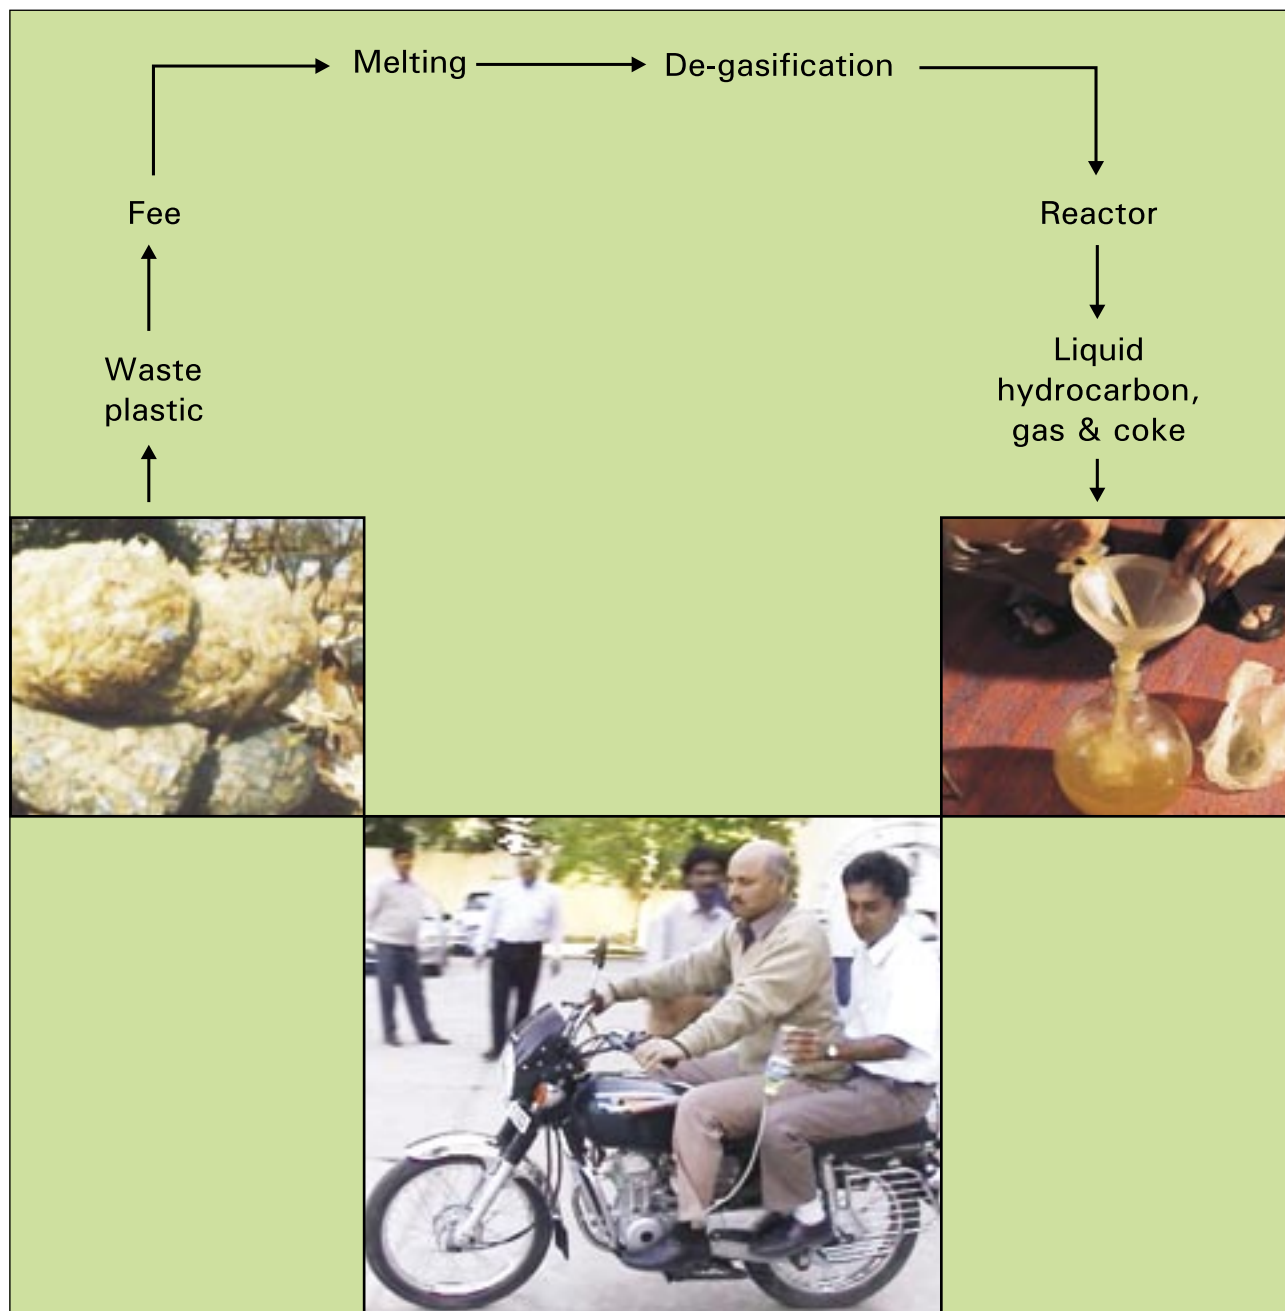 Melting
De-gasification
Fee
Reactor
Waste
plastic
Liquid
hydrocarbon,
gas & coke